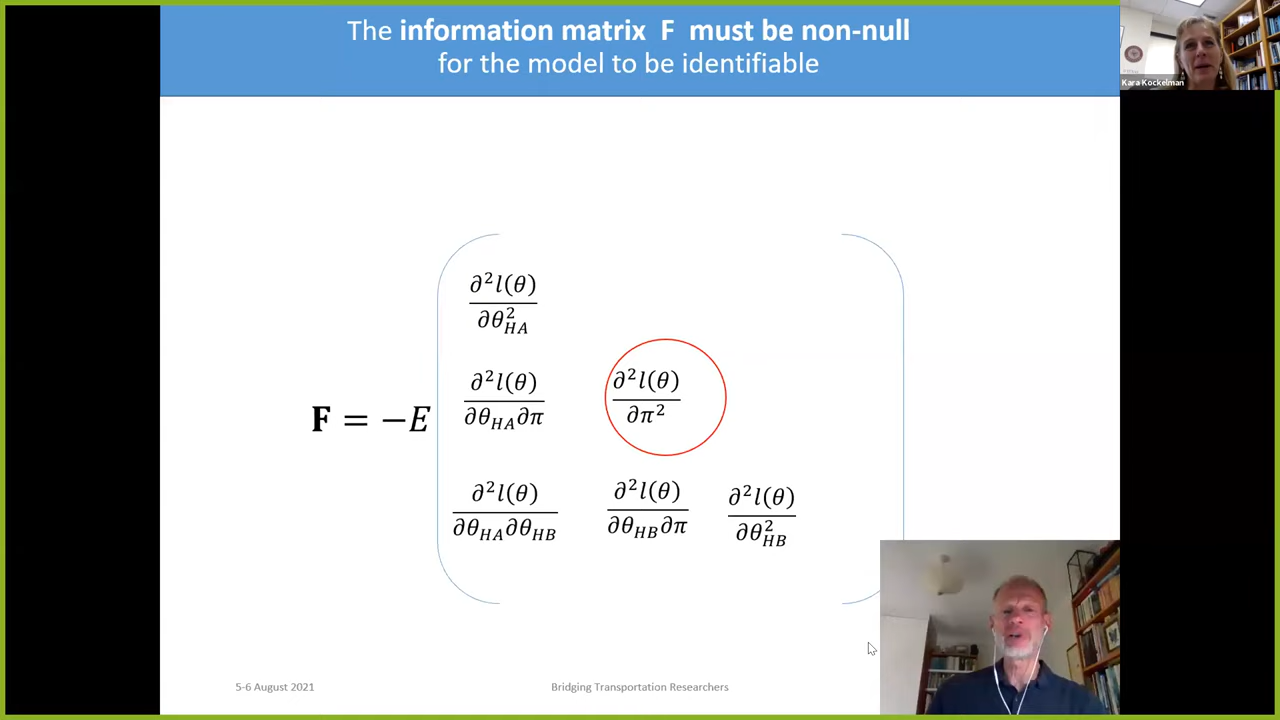 The information matrix F must be non-null
for the model to be identifiable
Kara Kockelman
∂²l(θ)
∂θ²_HA
∂²l(θ)
∂θ_HA∂π
∂²l(θ)
∂π²
F = −E
∂²l(θ)
∂θ_HA∂θ_HB
∂²l(θ)
∂θ_HB∂π
∂²l(θ)
∂θ²_HB
5-6 August 2021
Bridging Transportation Researchers